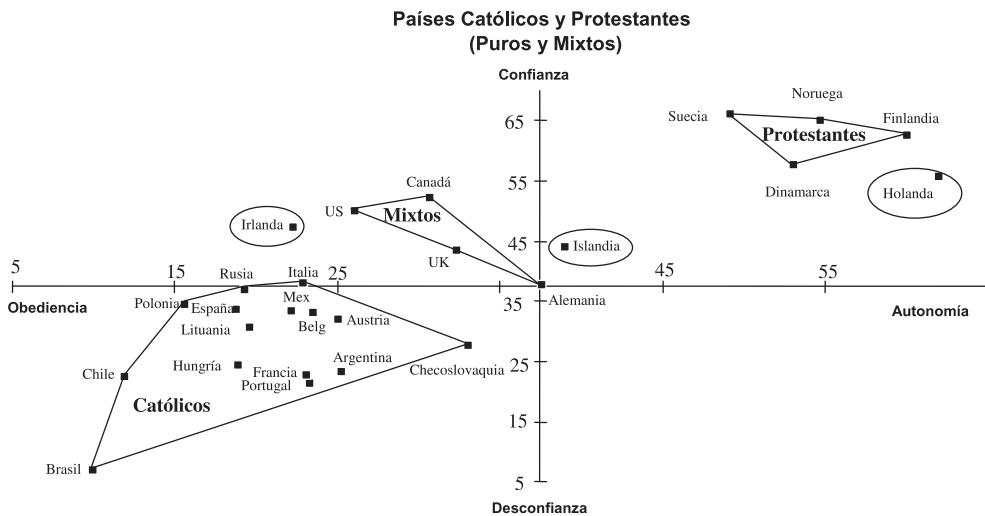 Países Católicos y Protestantes
(Puros y Mixtos)
Confianza
65
Suecia
Noruega
Finlandia
Protestantes
Dinamarca
Holanda
55
Canadá
US
Mixtos
Irlanda
45
UK
Islandia
5
15
25
45
55
Obediencia
Autonomía
Rusia
Italia
35
Alemania
Polonia
España
Mex
Lituania
Belg
Austria
Hungría
Francia
Argentina
Portugal
Checoslovaquia
25
Chile
Católicos
15
Brasil
5
Desconfianza